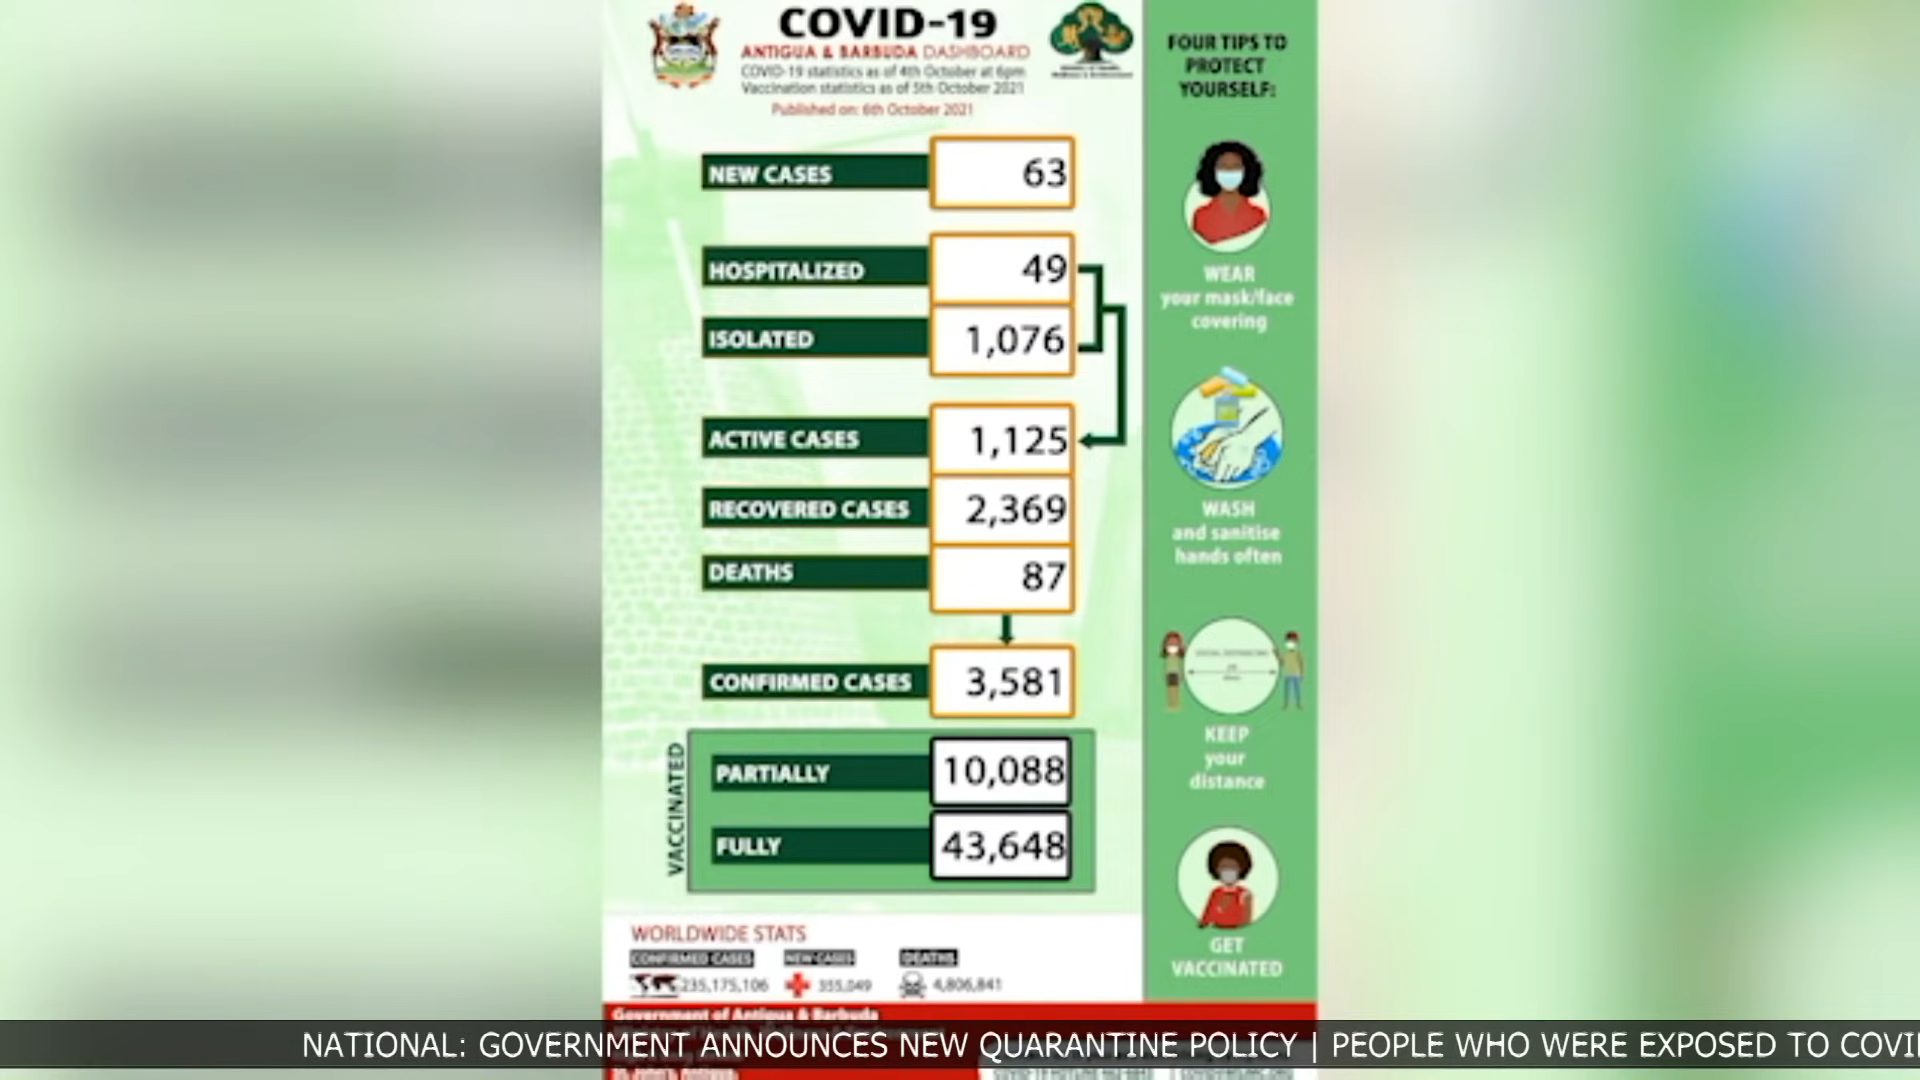 COVID-19
ANTIGUA & BARBUDA DASHBOARD
COVID-19 statistics as of 4th October at 6pm
Vaccination statistics as of 5th October 2021
Published on: 6th October 2021
NEW CASES 63
HOSPITALIZED 49
ISOLATED 1,076
ACTIVE CASES 1,125
RECOVERED CASES 2,369
DEATHS 87
CONFIRMED CASES 3,581
VACCINATED
PARTIALLY 10,088
FULLY 43,648
WORLDWIDE STATS
CONFIRMED CASES NEW CASES DEATHS
235,175,106 355,049 4,806,841
Government of Antigua & Barbuda
FOUR TIPS TO
PROTECT
YOURSELF:
WEAR
your mask/face
covering
WASH
and sanitise
hands often
KEEP
your
distance
GET
VACCINATED
NATIONAL: GOVERNMENT ANNOUNCES NEW QUARANTINE POLICY | PEOPLE WHO WERE EXPOSED TO COVI